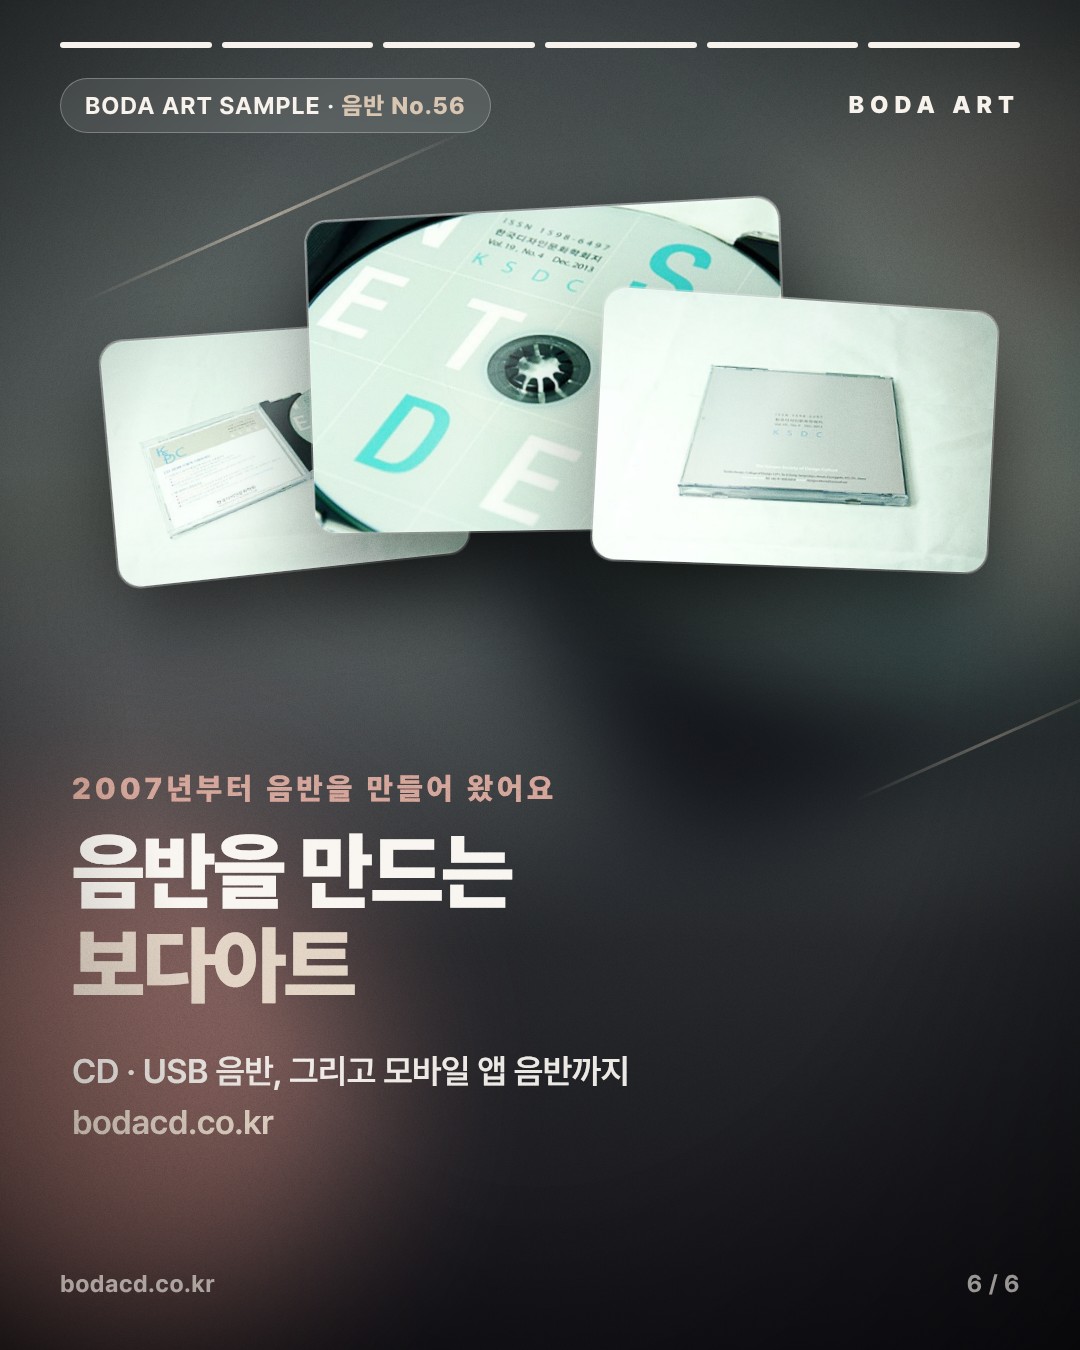 BODA ART SAMPLE · 음반 No.56
BODA ART
ISSN 1598-6497
한국디자인문화학회지
Vol.19, No.4 Dec.2013
K S D C
S
E T
D E
KSDC
K S D C
2007년부터 음반을 만들어 왔어요
음반을 만드는
보다아트
CD · USB 음반, 그리고 모바일 앱 음반까지
bodacd.co.kr
bodacd.co.kr
6 / 6